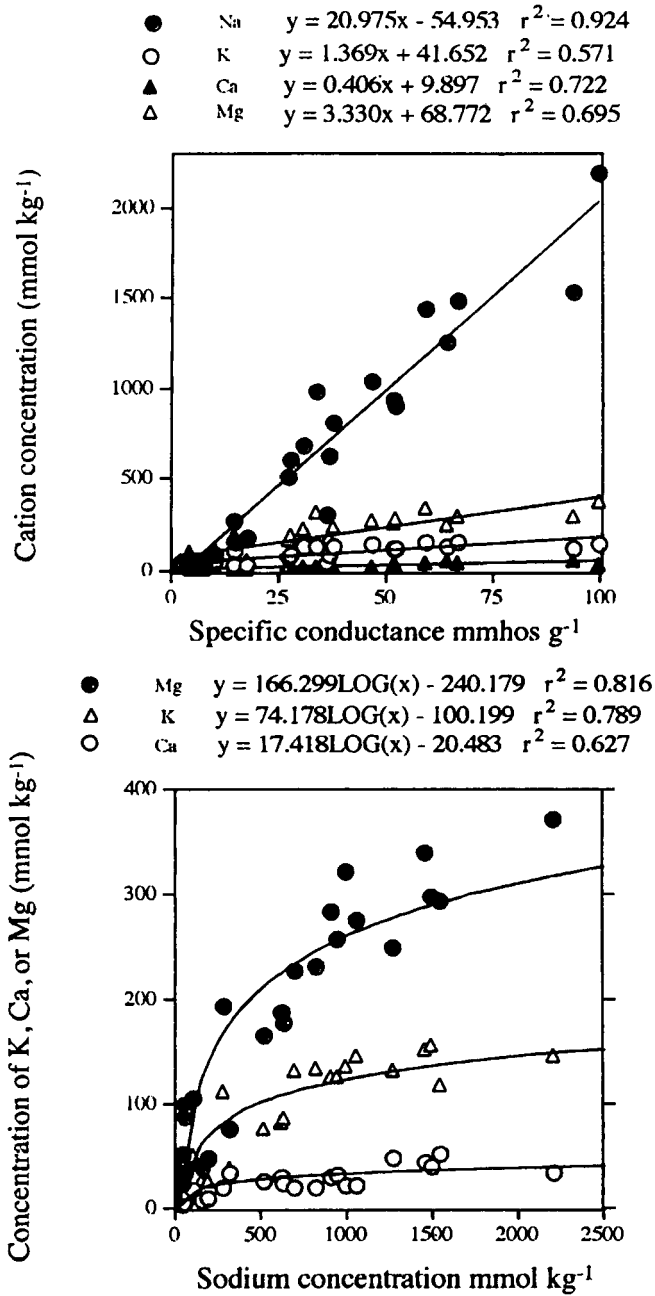 Na y = 20.975x - 54.953 r² = 0.924
K y = 1.369x + 41.652 r² = 0.571
Ca y = 0.406x + 9.897 r² = 0.722
Mg y = 3.330x + 68.772 r² = 0.695
Cation concentration (mmol kg⁻¹)
2000
1500
1000
500
0
0 25 50 75 100
Specific conductance mmhos g⁻¹
Mg y = 166.299LOG(x) - 240.179 r² = 0.816
K y = 74.178LOG(x) - 100.199 r² = 0.789
Ca y = 17.418LOG(x) - 20.483 r² = 0.627
Concentration of K, Ca, or Mg (mmol kg⁻¹)
400
300
200
100
0
0 500 1000 1500 2000 2500
Sodium concentration mmol kg⁻¹